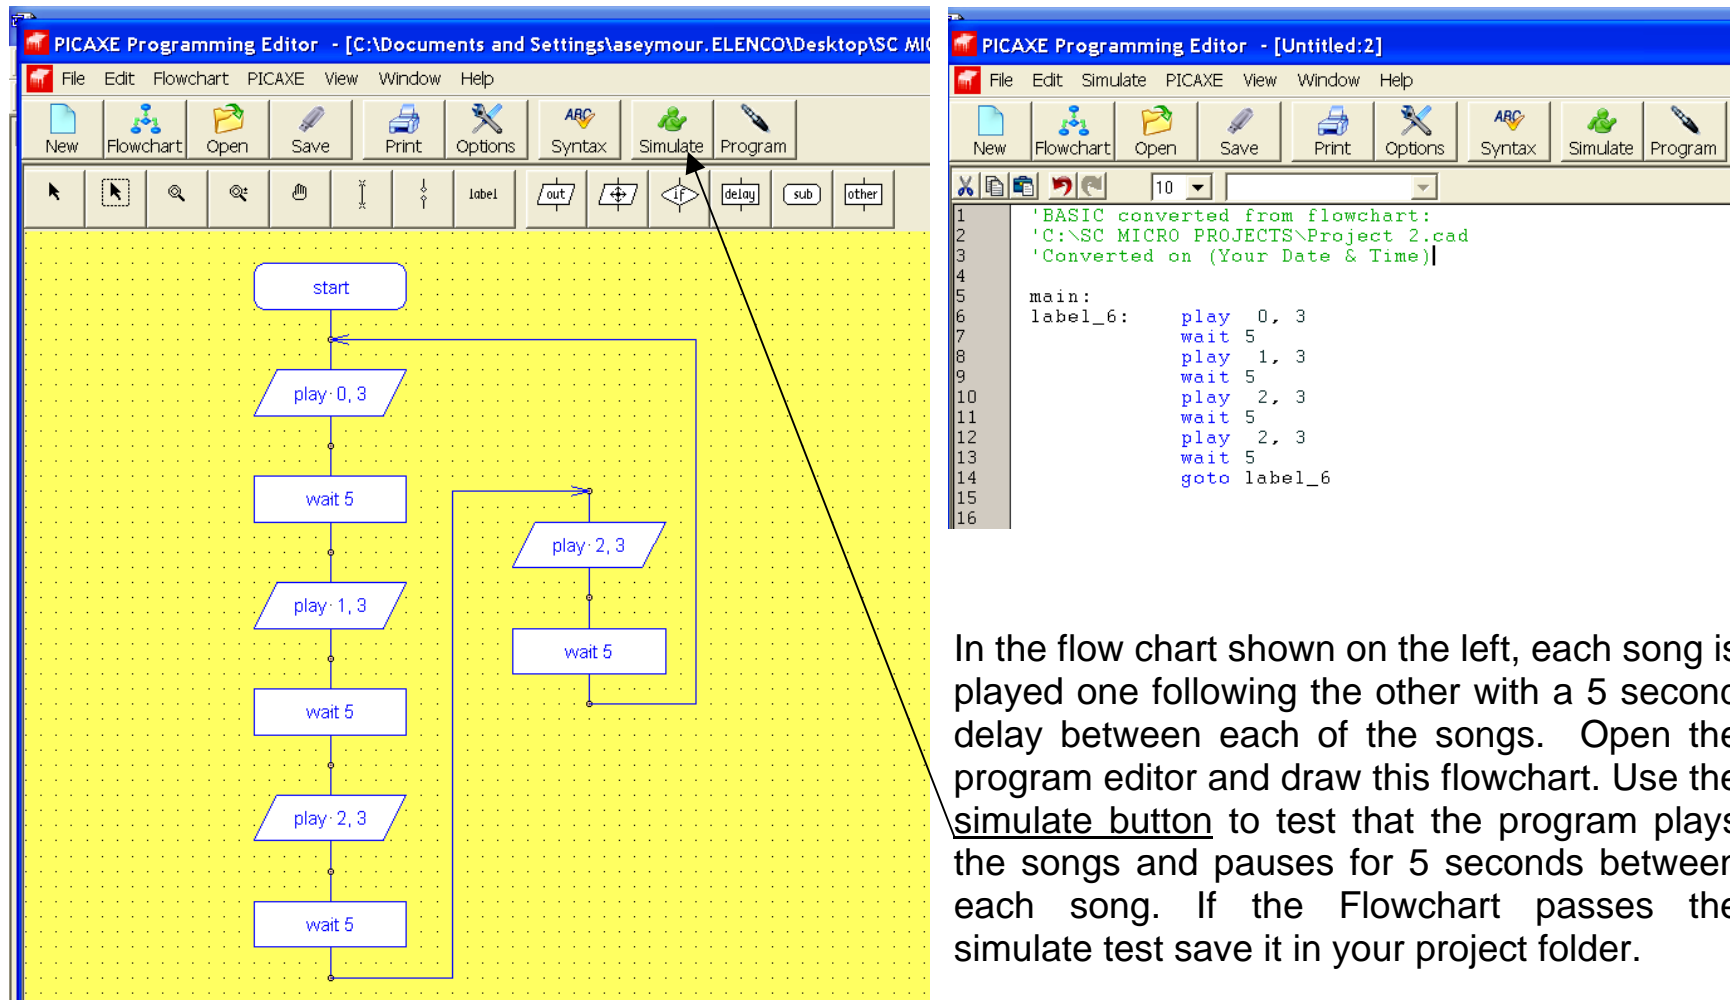 PICAXE Programming Editor - [C:\Documents and Settings\aseymour.ELENCO\Desktop\SC MI
File Edit Flowchart PICAXE View Window Help
New Flowchart Open Save Print Options Syntax Simulate Program
label out if delay sub other
start
play 0, 3
wait 5
play 1, 3
wait 5
play 2, 3
wait 5
play 2, 3
wait 5
PICAXE Programming Editor - [Untitled:2]
File Edit Simulate PICAXE View Window Help
New Flowchart Open Save Print Options ABC Syntax Simulate Program
10
1 'BASIC converted from flowchart:
2 'C:\SC MICRO PROJECTS\Project 2.cad
3 'Converted on (Your Date & Time)
4
5 main:
6 label_6: play 0, 3
7 wait 5
8 play 1, 3
9 wait 5
10 play 2, 3
11 wait 5
12 play 2, 3
13 wait 5
14 goto label_6
15
16
In the flow chart shown on the left, each song is
played one following the other with a 5 second
delay between each of the songs. Open the
program editor and draw this flowchart. Use the
simulate button to test that the program plays
the songs and pauses for 5 seconds between
each song. If the Flowchart passes the
simulate test save it in your project folder.